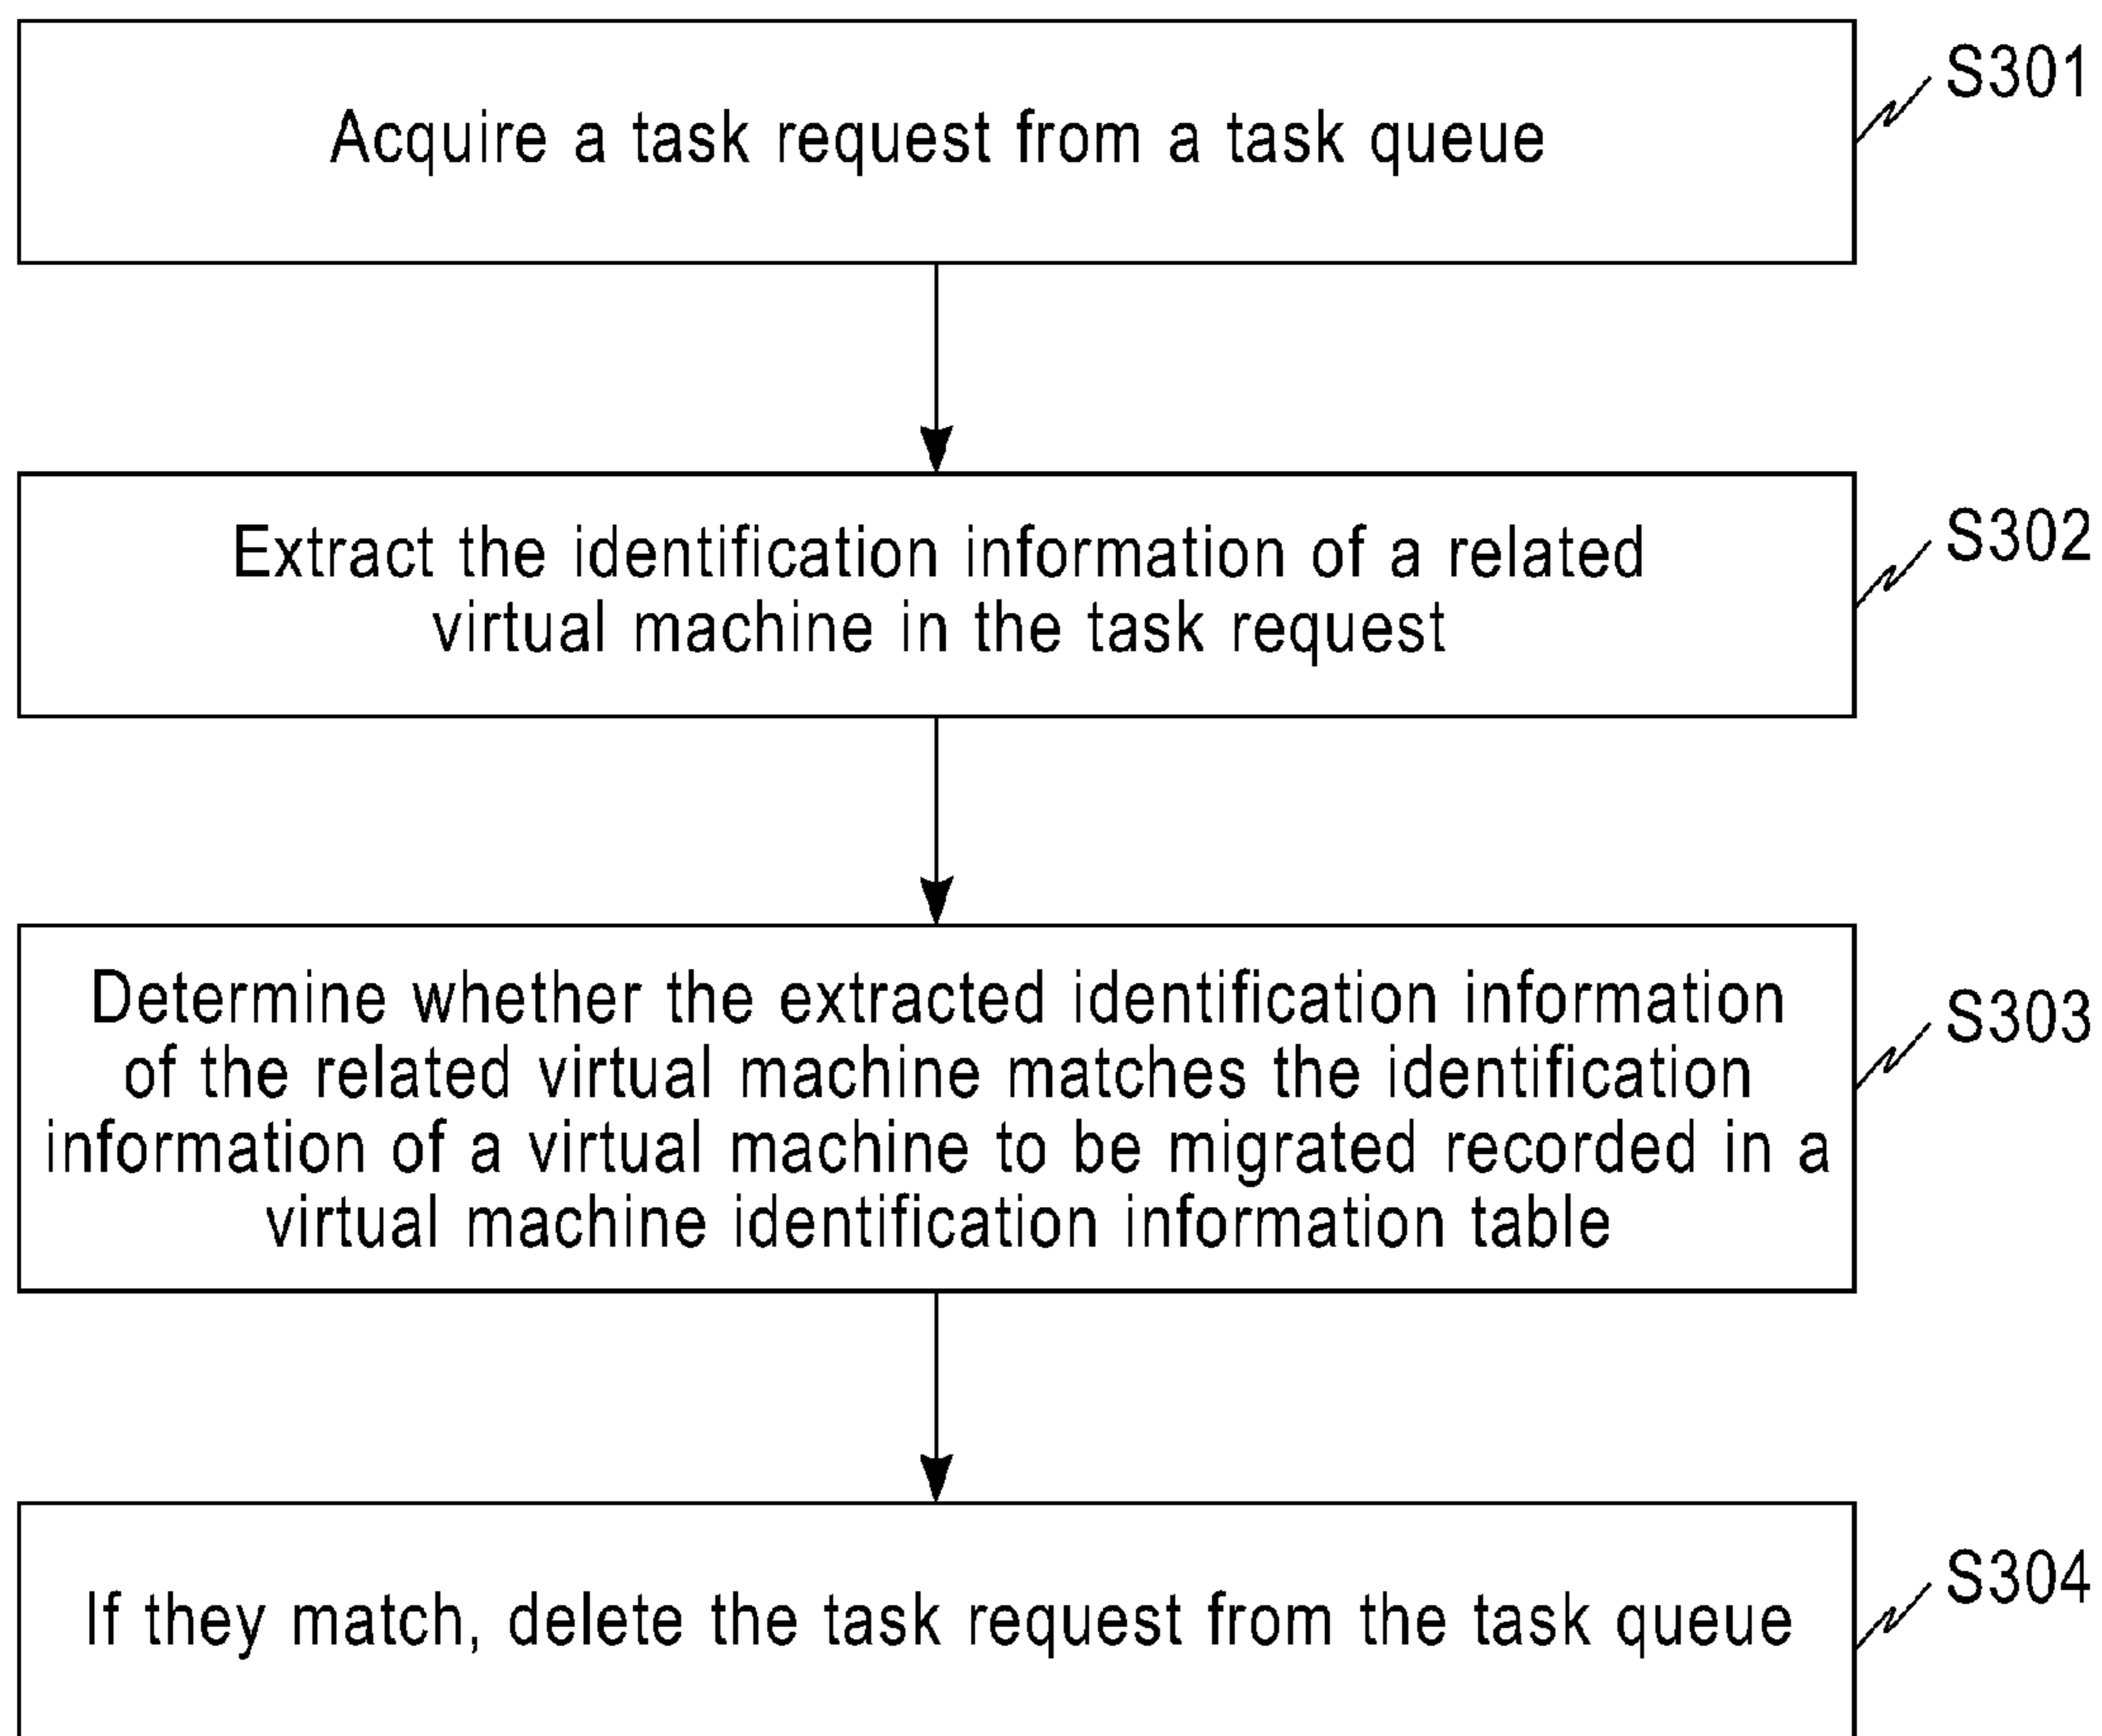 Acquire a task request from a task queue
S301
Extract the identification information of a related
virtual machine in the task request
S302
Determine whether the extracted identification information
of the related virtual machine matches the identification
information of a virtual machine to be migrated recorded in a
virtual machine identification information table
S303
If they match, delete the task request from the task queue
S304